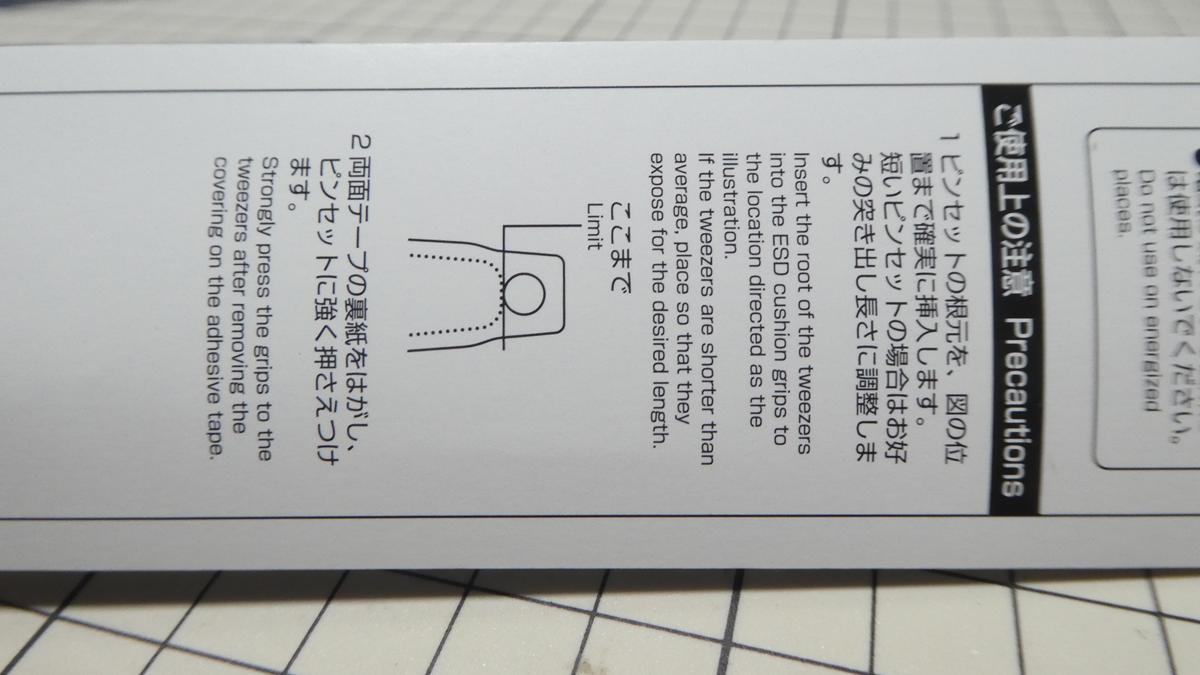 は使用しないでください。
Do not use on energized
places.
ご使用上の注意 Precautions
1 ピンセットの根元を、図の位
置まで確実に挿入します。
短いピンセットの場合はお好
みの突き出し長さに調整しま
す。
Insert the root of the tweezers
into the ESD cushion grips to
the location directed as the
illustration.
If the tweezers are shorter than
average, place so that they
expose for the desired length.
ここまで
Limit
2 両面テープの裏紙をはがし、
ピンセットに強く押さえつけ
ます。
Strongly press the grips to the
tweezers after removing the
covering on the adhesive tape.